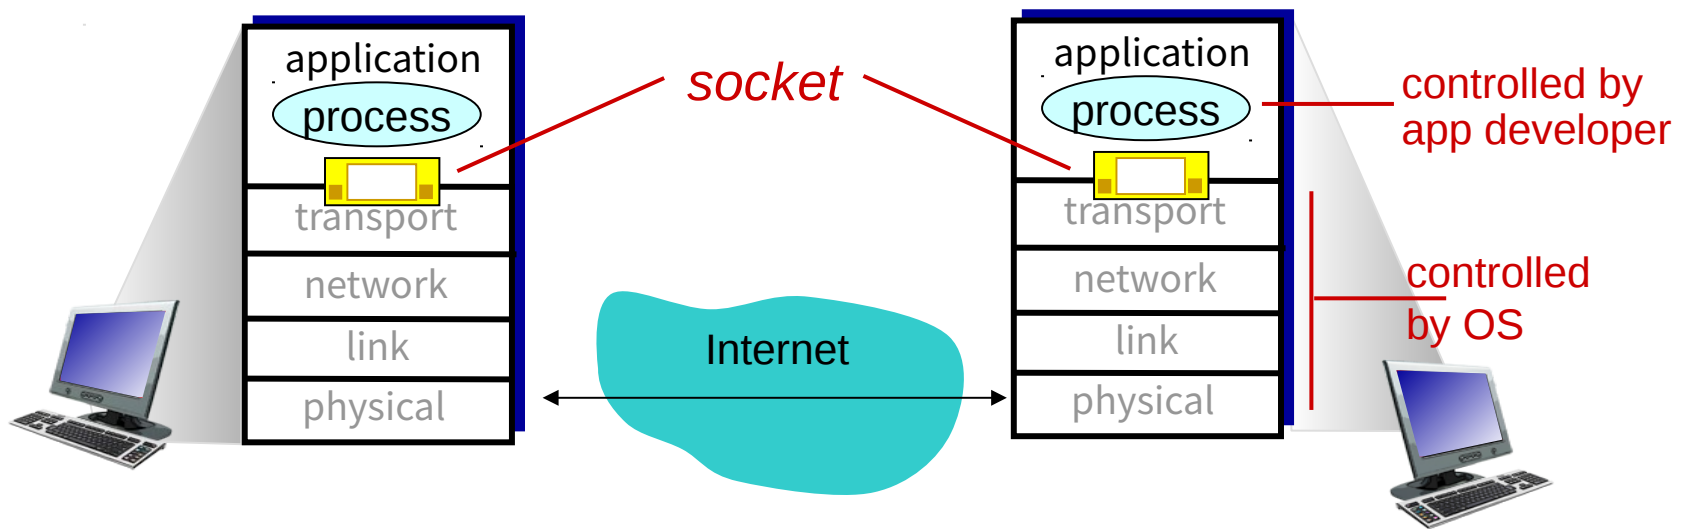 application
process
transport
network
link
physical
socket
Internet
application
process
transport
network
link
physical
controlled by
app developer
controlled
by OS